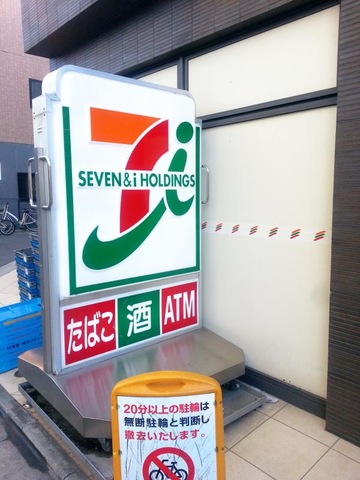 SEVEN&i HOLDINGS
たばこ 酒 ATM
20分以上の駐輪は
無断駐輪と判断し
撤去いたします。